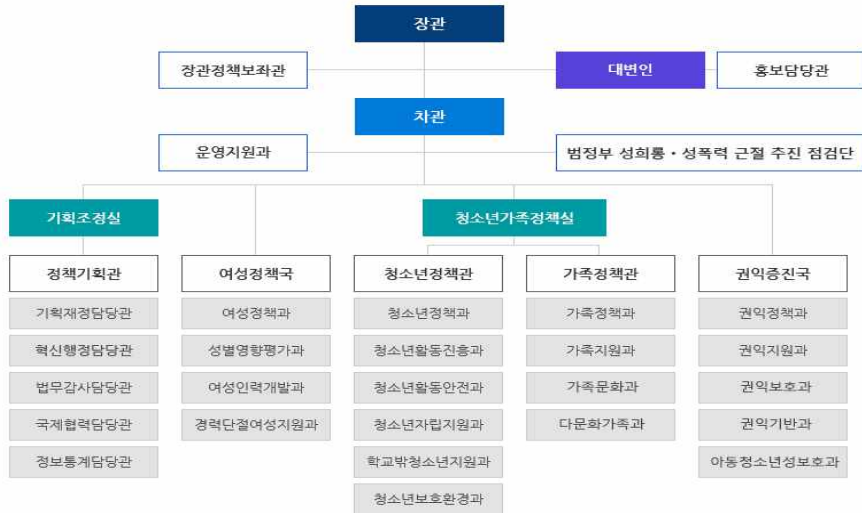 장관
장관정책보좌관
대변인
홍보담당관
차관
운영지원과
범정부 성희롱・성폭력 근절 추진 점검단
기획조정실
청소년가족정책실
정책기획관
여성정책국
청소년정책관
가족정책관
권익증진국
기획재정담당관
여성정책과
청소년정책과
가족정책과
권익정책과
혁신행정담당관
성별영향평가과
청소년활동진흥과
가족지원과
권익지원과
법무감사담당관
여성인력개발과
청소년활동안전과
가족문화과
권익보호과
국제협력담당관
경력단절여성지원과
청소년자립지원과
다문화가족과
권익기반과
정보통계담당관
학교밖청소년지원과
아동청소년성보호과
청소년보호환경과